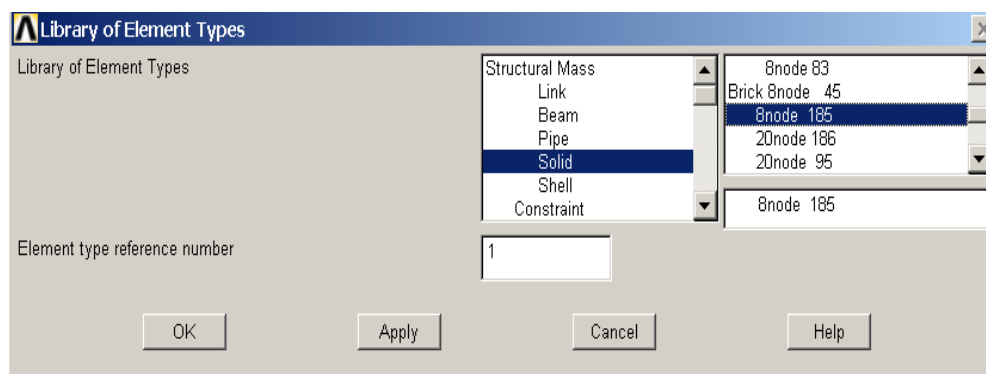 Library of Element Types
Library of Element Types
Structural Mass
Link
Beam
Pipe
Solid
Shell
Constraint
8node 83
Brick 8node 45
8node 185
20node 186
20node 95
8node 185
Element type reference number
1
OK
Apply
Cancel
Help